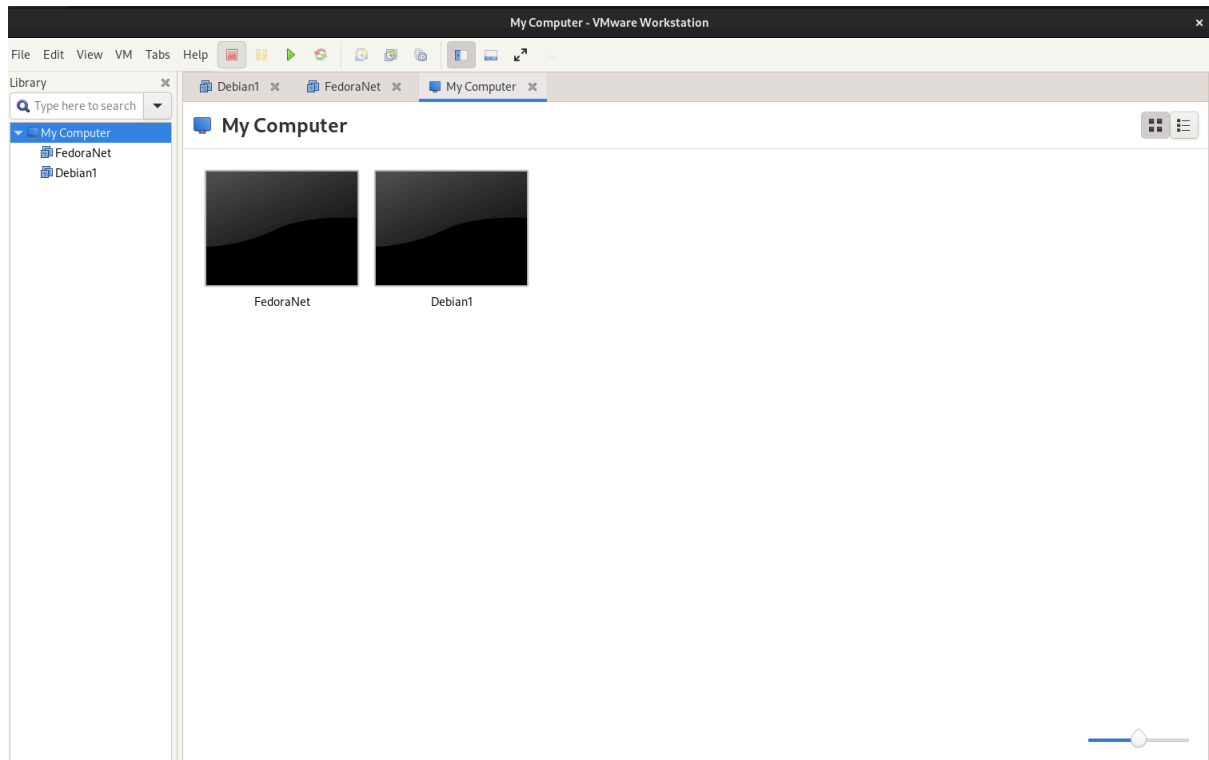 My Computer - VMware Workstation
File Edit View VM Tabs Help
Library
Debian1 FedoraNet My Computer
Type here to search
My Computer
FedoraNet
Debian1
My Computer
FedoraNet Debian1